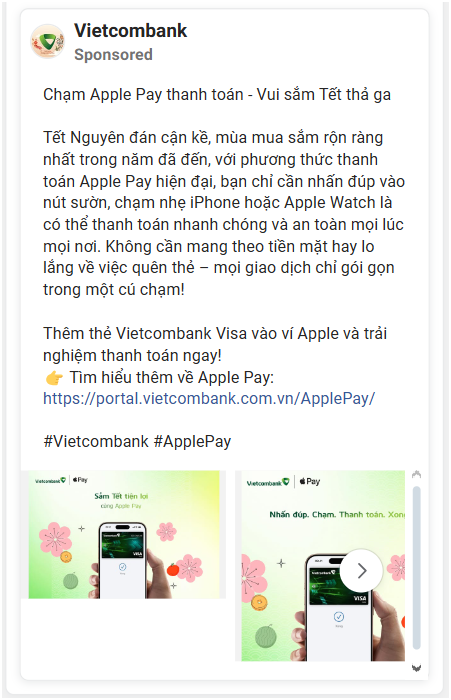 Vietcombank
Sponsored
Chạm Apple Pay thanh toán - Vui sắm Tết thả ga
Tết Nguyên đán cận kề, mùa mua sắm rộn ràng
nhất trong năm đã đến, với phương thức thanh
toán Apple Pay hiện đại, bạn chỉ cần nhấn đúp vào
nút sườn, chạm nhẹ iPhone hoặc Apple Watch là
có thể thanh toán nhanh chóng và an toàn mọi lúc
mọi nơi. Không cần mang theo tiền mặt hay lo
lắng về việc quên thẻ – mọi giao dịch chỉ gói gọn
trong một cú chạm!
Thêm thẻ Vietcombank Visa vào ví Apple và trải
nghiệm thanh toán ngay!
👉 Tìm hiểu thêm về Apple Pay:
https://portal.vietcombank.com.vn/ApplePay/
#Vietcombank #ApplePay
Vietcombank Pay
Sắm Tết tiện lợi
cùng Apple Pay
VISA
Vietcombank Pay
Nhấn đúp. Chạm. Thanh toán. Xong
VISA